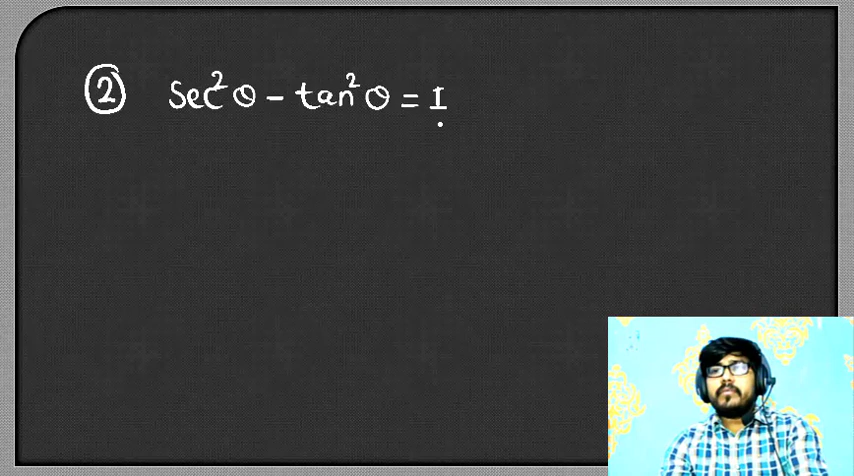 ② Sec²θ - tan²θ = 1